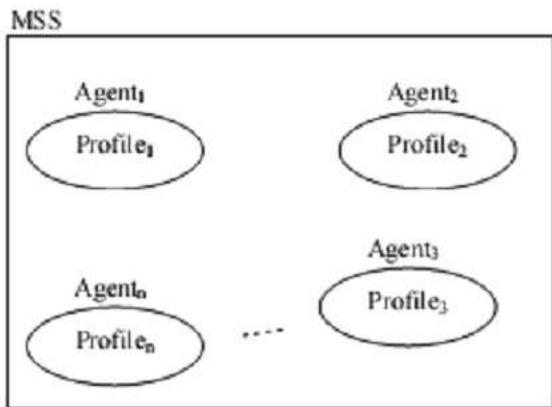 MSS
Agent₁
Profile₁
Agent₂
Profile₂
Agent₃
Profile₃
Agentₙ
Profileₙ